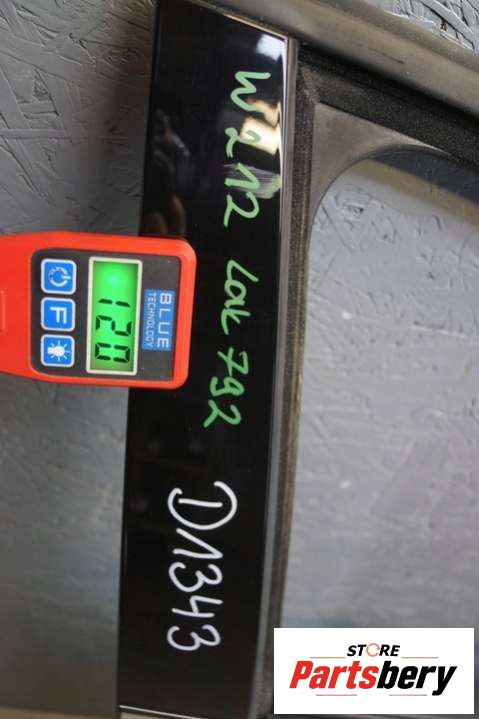 W212 lak 792
D1343
BLUE
TECHNOLOGY
120
F
STORE
Partsbery